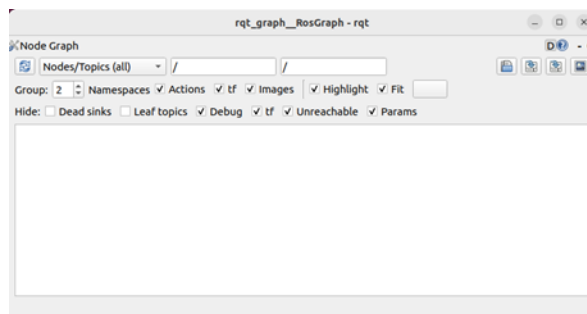 rqt_graph__RosGraph - rqt
Node Graph D
Nodes/Topics (all) / /
Group: 2 Namespaces Actions tf Images Highlight Fit
Hide: Dead sinks Leaf topics Debug tf Unreachable Params